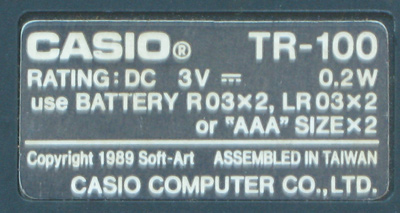 CASIO® TR-100
RATING: DC 3V ⎓ 0.2W
use BATTERY R03×2, LR03×2
or "AAA" SIZE×2
Copyright 1989 Soft-Art ASSEMBLED IN TAIWAN
CASIO COMPUTER CO.,LTD.